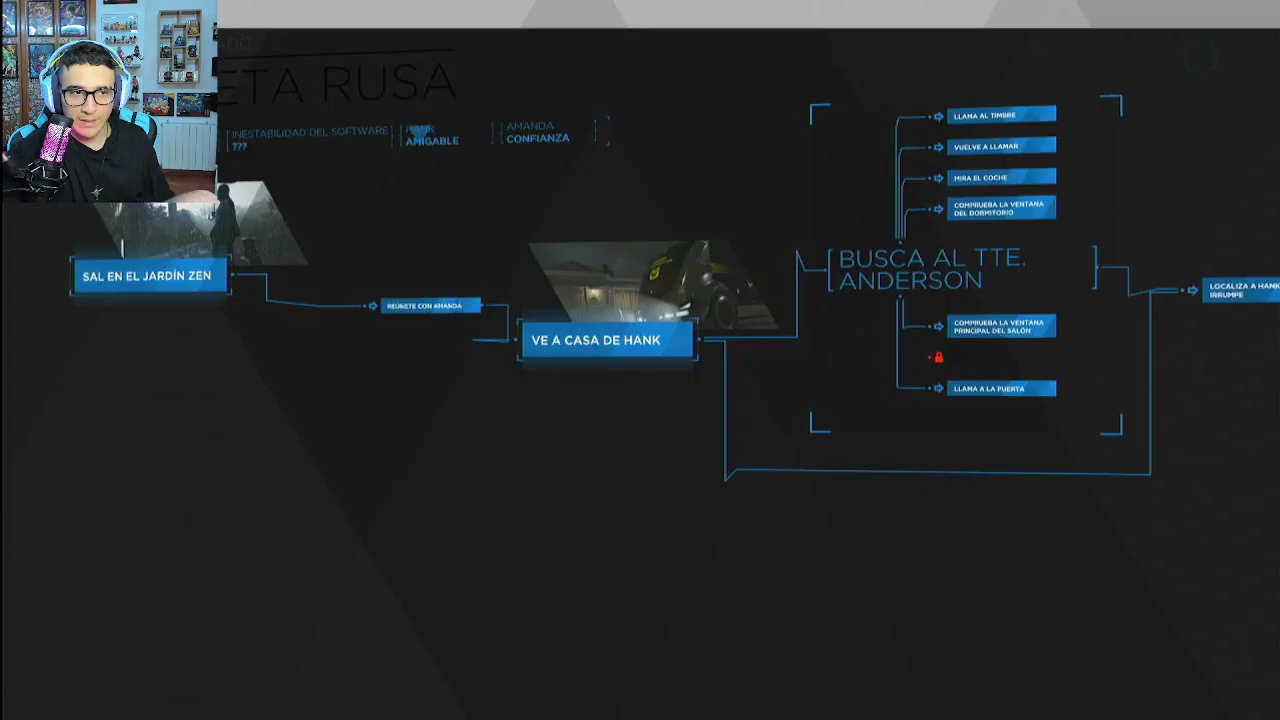 :00
ETA RUSA
INESTABILIDAD DEL SOFTWARE
???
HANK
AMIGABLE
AMANDA
CONFIANZA
LLAMA AL TIMBRE
VUELVE A LLAMAR
MIRA EL COCHE
COMPRUEBA LA VENTANA
DEL DORMITORIO
BUSCA AL TTE.
ANDERSON
SAL EN EL JARDÍN ZEN
REÚNETE CON AMANDA
VE A CASA DE HANK
LOCALIZA A HANK
IRRUMPE
COMPRUEBA LA VENTANA
PRINCIPAL DEL SALÓN
LLAMA A LA PUERTA